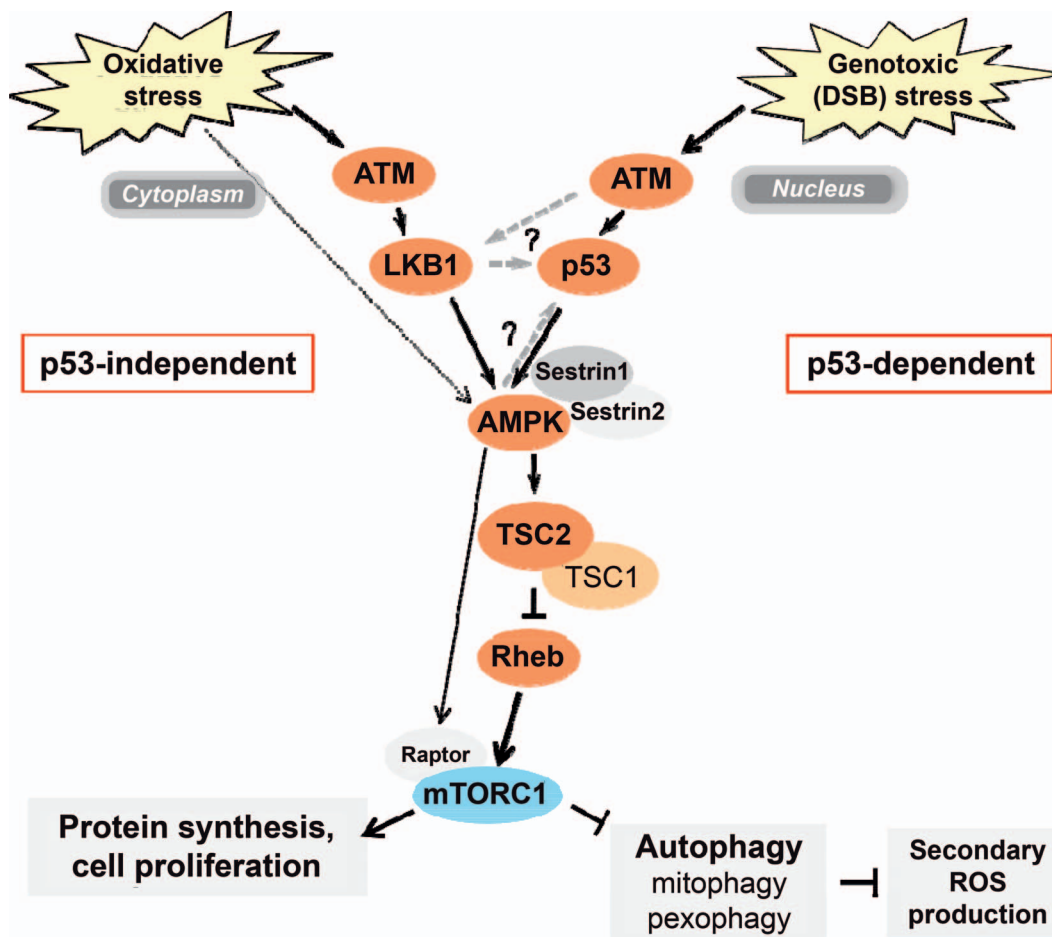 Oxidative
stress
Genotoxic
(DSB) stress
ATM
ATM
Cytoplasm
Nucleus
?
LKB1
p53
p53-independent
?
p53-dependent
Sestrin1
AMPK
Sestrin2
TSC2
TSC1
Rheb
Raptor
mTORC1
Protein synthesis,
cell proliferation
Autophagy
mitophagy
pexophagy
Secondary
ROS
production